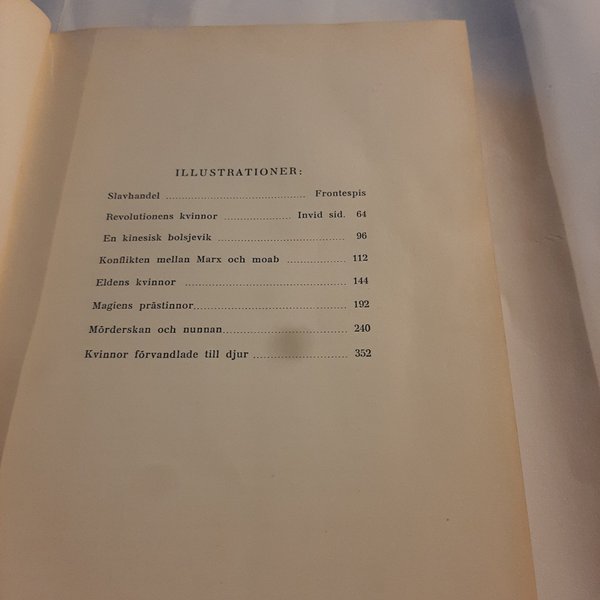 ILLUSTRATIONER:
Slavhandel ........................................ Frontespis
Revolutionens kvinnor .................... Invid sid. 64
En kinesisk bolsjevik ...................................... 96
Konflikten mellan Marx och moab .................. 112
Eldens kvinnor ................................................ 144
Magiens prästinnor............................................ 192
Mörderskan och nunnan................................... 240
Kvinnor förvandlade till djur ............................ 352